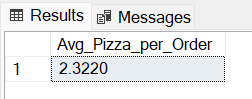 Results Messages
Avg_Pizza_per_Order
1 2.3220